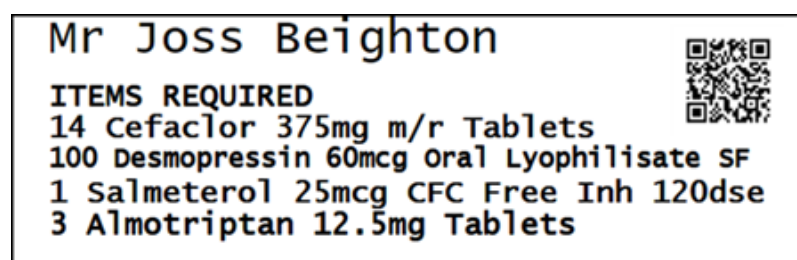 Mr Joss Beighton
ITEMS REQUIRED
14 Cefaclor 375mg m/r Tablets
100 Desmopressin 60mcg Oral Lyophilisate SF
1 Salmeterol 25mcg CFC Free Inh 120dse
3 Almotriptan 12.5mg Tablets